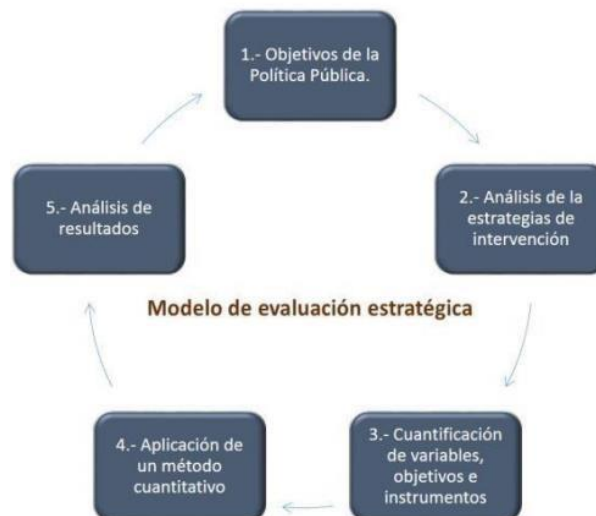 1.- Objetivos de la
Política Pública.
2.- Análisis de la
estrategias de
intervención
3.- Cuantificación
de variables,
objetivos e
instrumentos
4.- Aplicación de
un método
cuantitativo
5.- Análisis de
resultados
Modelo de evaluación estratégica